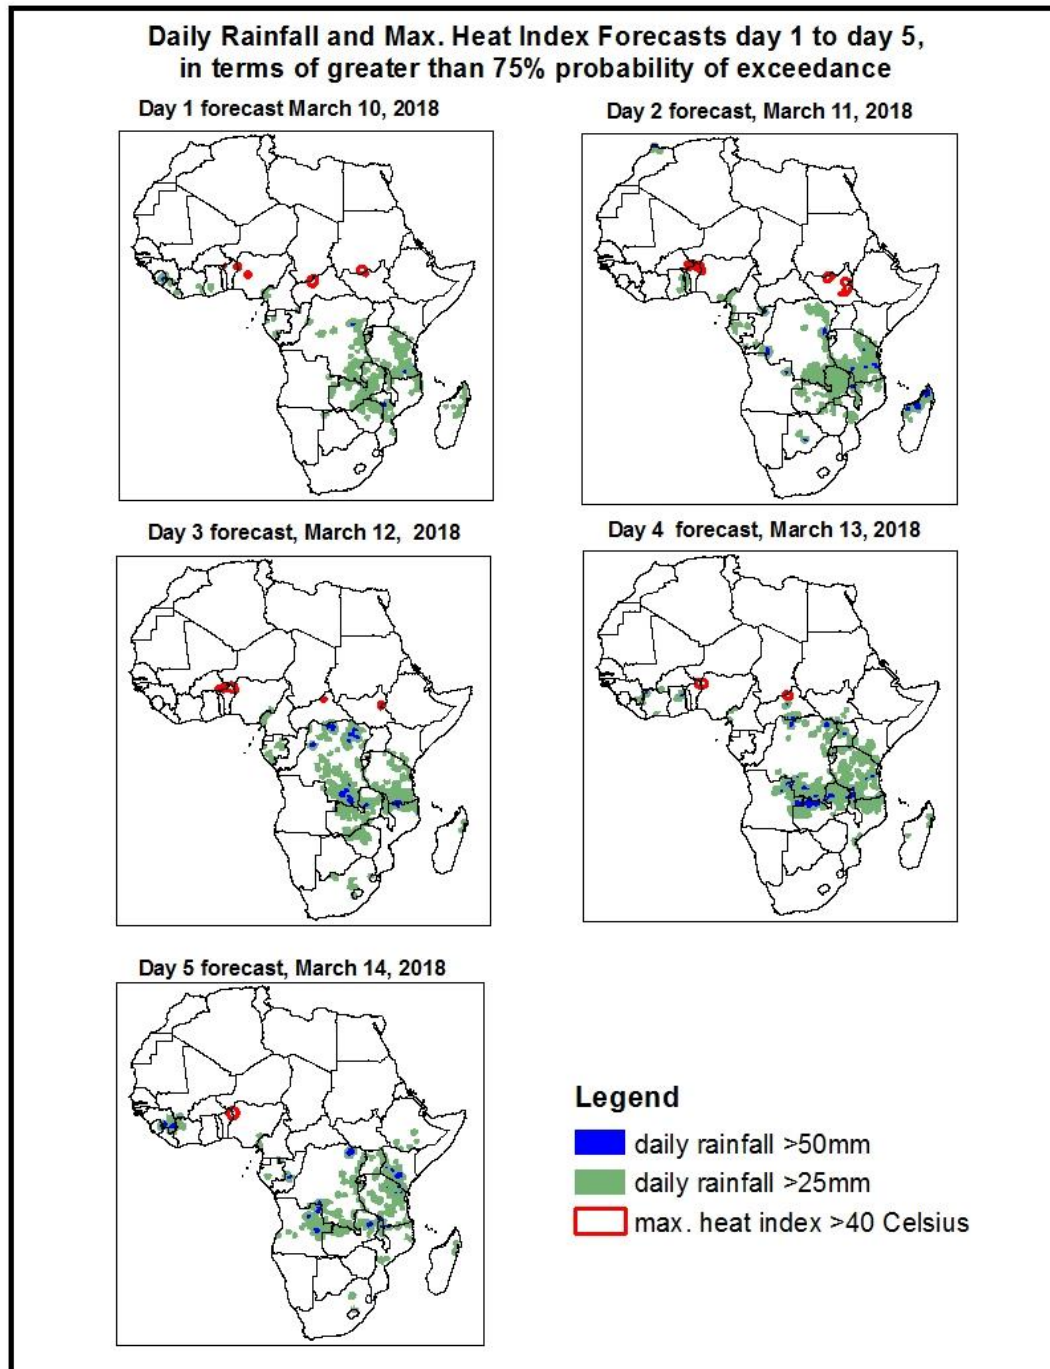 Daily Rainfall and Max. Heat Index Forecasts day 1 to day 5,
in terms of greater than 75% probability of exceedance
Day 1 forecast March 10, 2018
Day 2 forecast, March 11, 2018
Day 3 forecast, March 12, 2018
Day 4 forecast, March 13, 2018
Day 5 forecast, March 14, 2018
Legend
daily rainfall >50mm
daily rainfall >25mm
max. heat index >40 Celsius